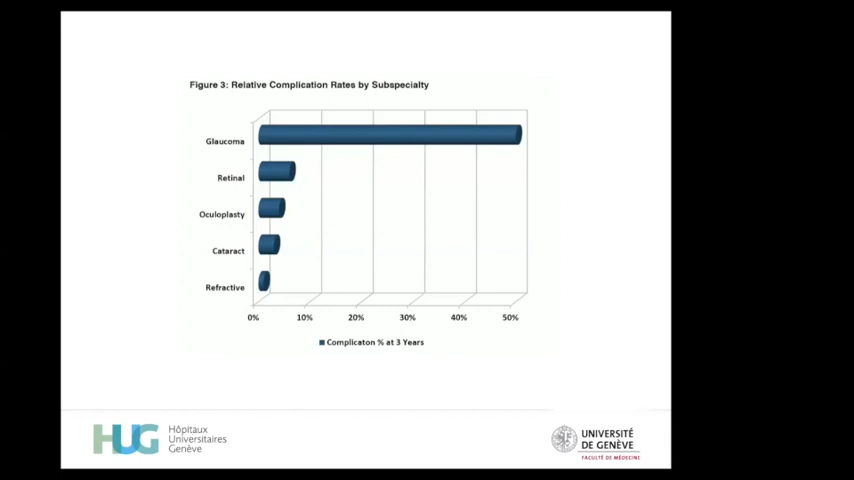 Figure 3: Relative Complication Rates by Subspecialty
Glaucoma
Retinal
Oculoplasty
Cataract
Refractive
0% 10% 20% 30% 40% 50%
Complicaton % at 3 Years
HUG
Hôpitaux
Universitaires
Genève
UNIVERSITÉ
DE GENÈVE
FACULTÉ DE MÉDECINE